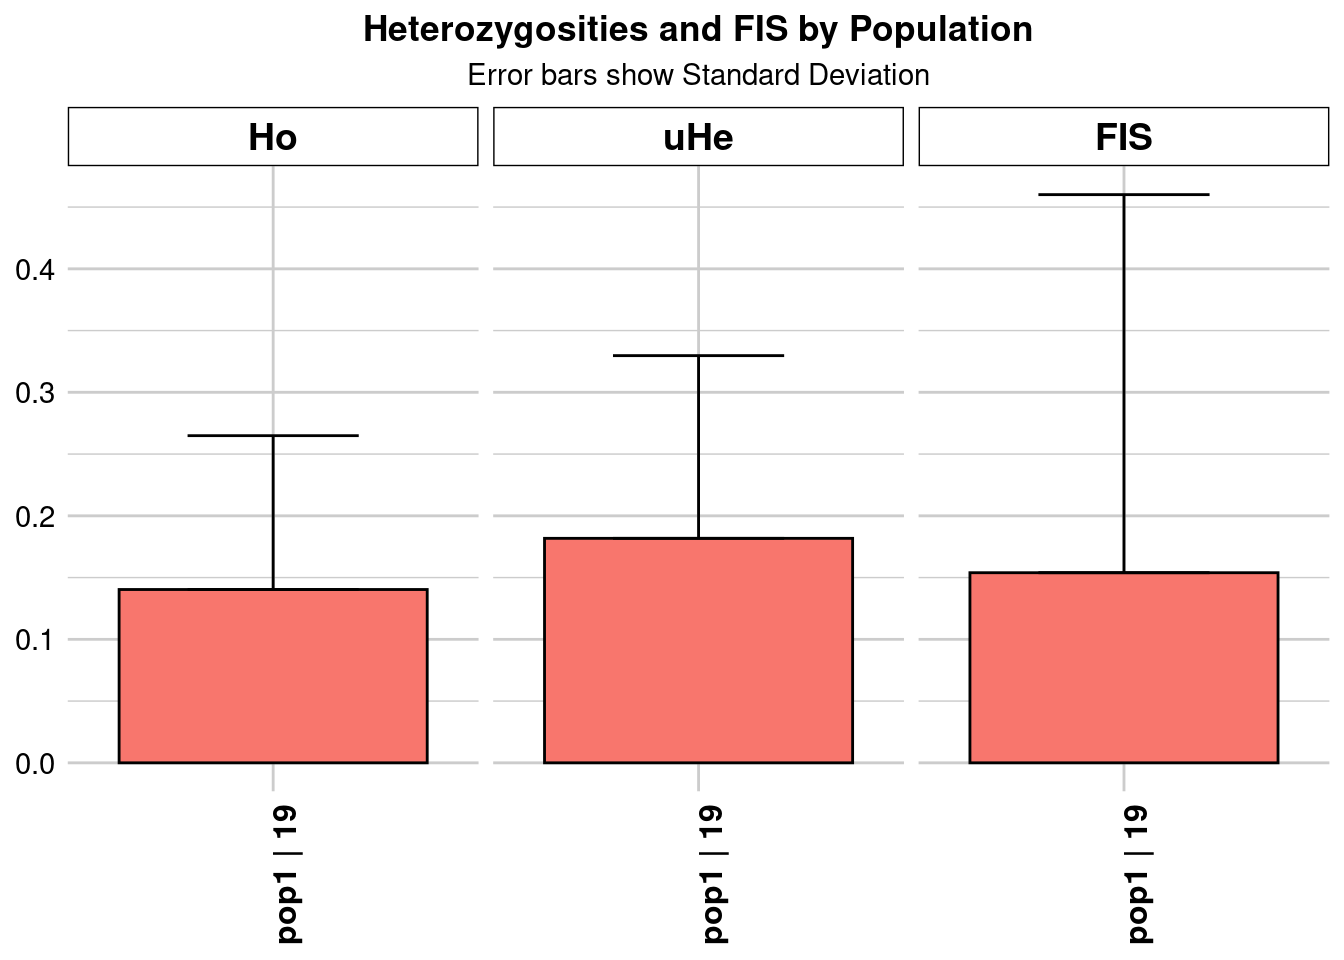 Heterozygosities and FIS by Population
Error bars show Standard Deviation
Ho
uHe
FIS
0.4
0.3
0.2
0.1
0.0
pop1 | 19
pop1 | 19
pop1 | 19